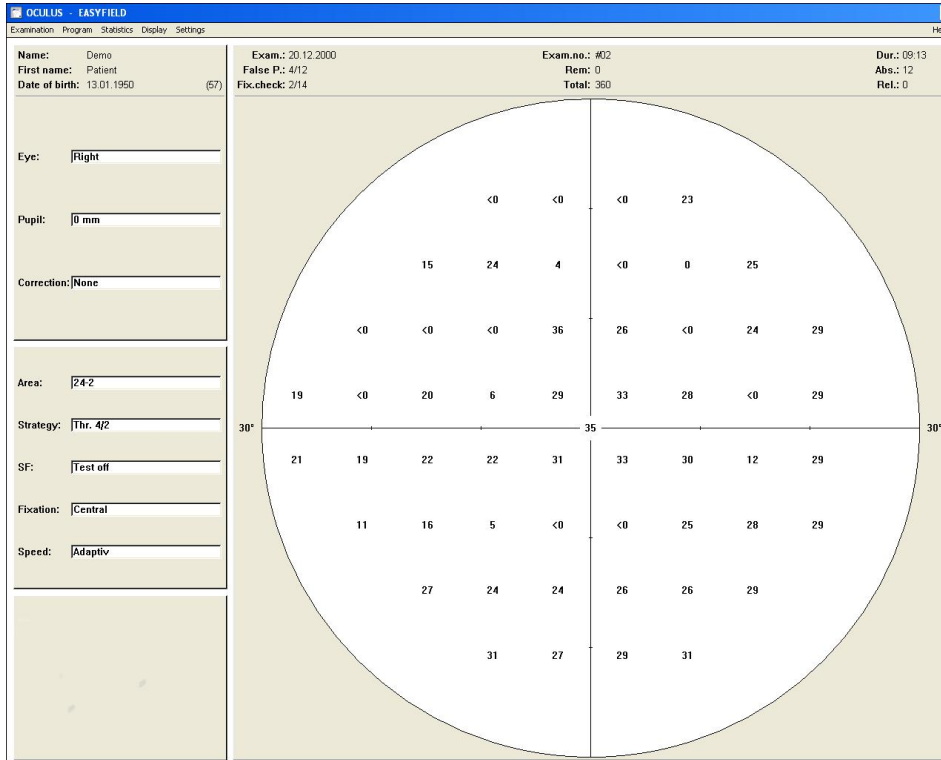 OCULUS - EASYFIELD
Examination Program Statistics Display Settings
Name: Demo
First name: Patient
Date of birth: 13.01.1950 (57)
Exam.: 20.12.2000 Exam.no.: #02 Dur.: 09:13
False P.: 4/12 Rem: 0 Abs.: 12
Fix.check: 2/14 Total: 360 Rel.: 0
Eye: Right
Pupil: 0 mm
Correction: None
Area: 24-2
Strategy: Thr. 4/2
SF: Test off
Fixation: Central
Speed: Adaptiv
<0 <0 <0 23
15 24 4 <0 0 25
<0 <0 <0 36 26 <0 24 29
19 <0 20 6 29 33 28 <0 29
30° 35 30°
21 19 22 22 31 33 30 12 29
11 16 5 <0 <0 25 28 29
27 24 24 26 26 29
31 27 29 31